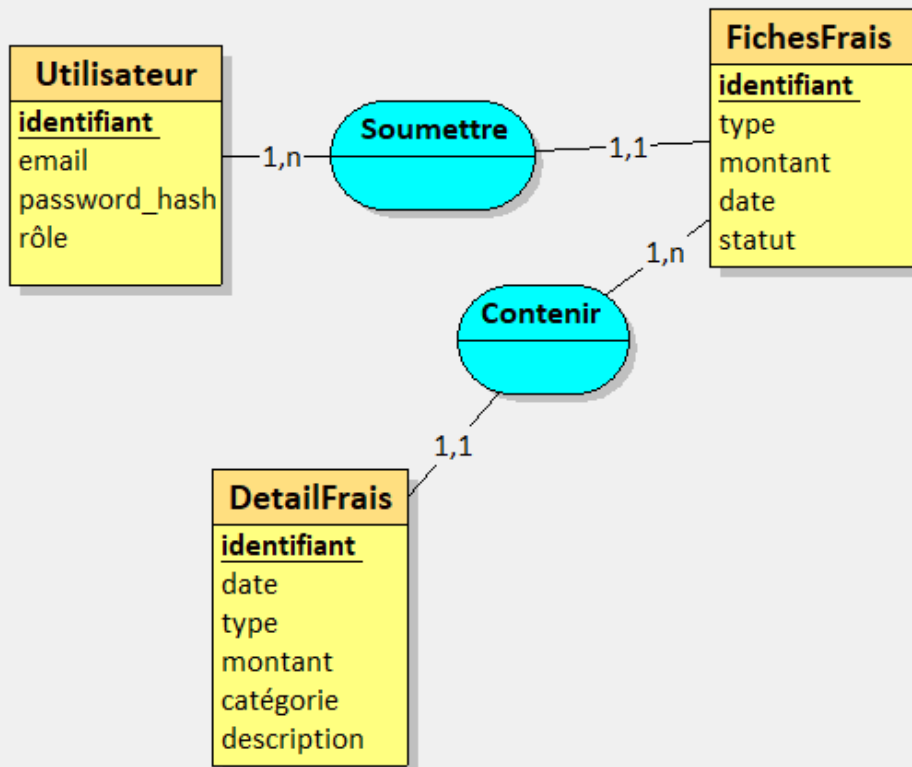 Utilisateur
identifiant
email
password_hash
rôle
1,n
Soumettre
1,1
FichesFrais
identifiant
type
montant
date
statut
1,n
Contenir
1,1
DetailFrais
identifiant
date
type
montant
catégorie
description